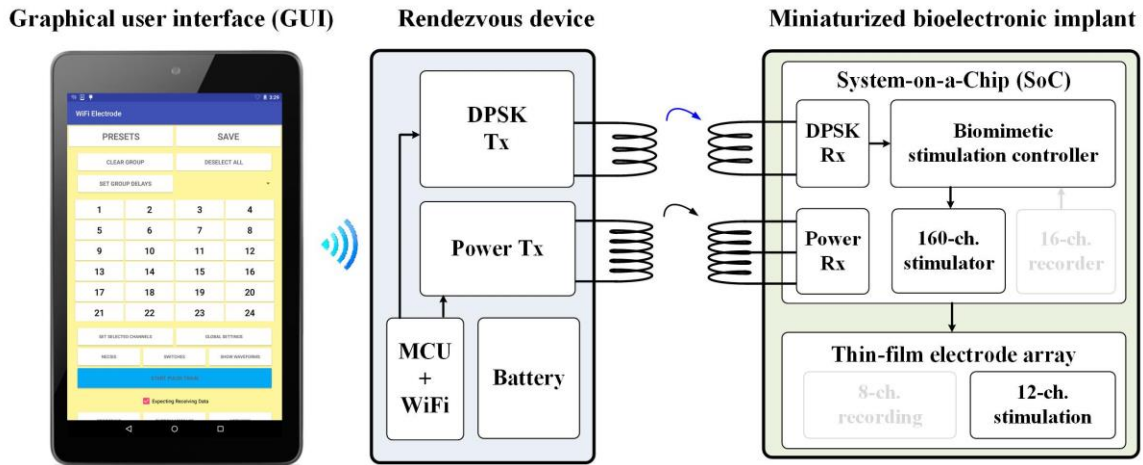 Graphical user interface (GUI)
Rendezvous device
Miniaturized bioelectronic implant
3:29
WiFi Electrode
PRESETS
SAVE
CLEAR GROUP
DESELECT ALL
SET GROUP DELAYS
1 2 3 4
5 6 7 8
9 10 11 12
13 14 15 16
17 18 19 20
21 22 23 24
SET SELECTED CHANNELS
GLOBAL SETTINGS
SWITCHES
SHOW WAVEFORMS
Expecting Receiving Data
DPSK
Tx
Power Tx
MCU
+
WiFi
Battery
System-on-a-Chip (SoC)
DPSK
Rx
Biomimetic
stimulation controller
Power
Rx
160-ch.
stimulator
16-ch.
recorder
Thin-film electrode array
8-ch.
recording
12-ch.
stimulation